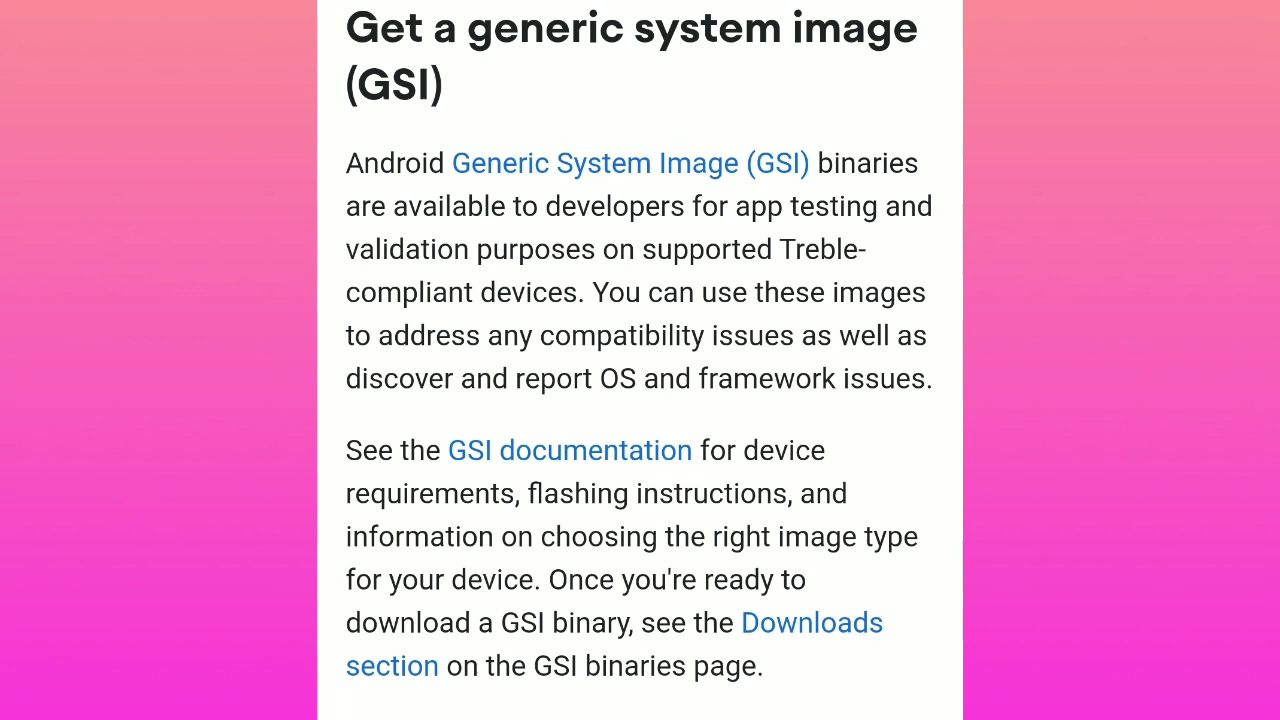 Get a generic system image
(GSI)
Android Generic System Image (GSI) binaries
are available to developers for app testing and
validation purposes on supported Treble-
compliant devices. You can use these images
to address any compatibility issues as well as
discover and report OS and framework issues.
See the GSI documentation for device
requirements, flashing instructions, and
information on choosing the right image type
for your device. Once you're ready to
download a GSI binary, see the Downloads
section on the GSI binaries page.